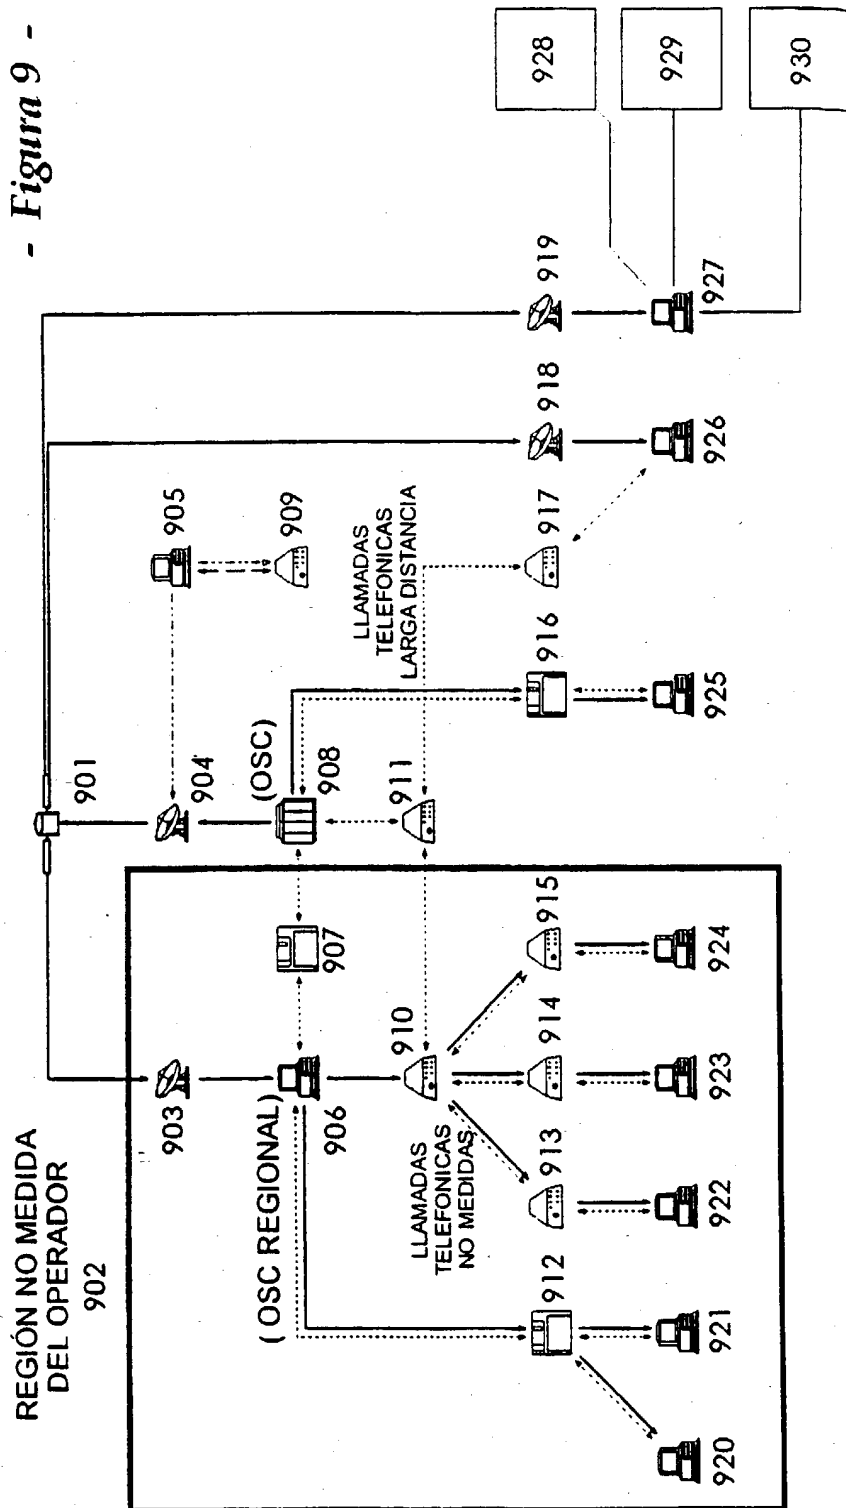 - Figura 9 -
REGIÓN NO MEDIDA
DEL OPERADOR
902
901
903
904
905
( OSC REGIONAL)
906
907
(OSC)
908
909
910
911
LLAMADAS
TELEFONICAS
NO MEDIDAS
LLAMADAS
TELEFONICAS
LARGA DISTANCIA
912
913
914
915
916
917
918
919
920
921
922
923
924
925
926
927
928
929
930